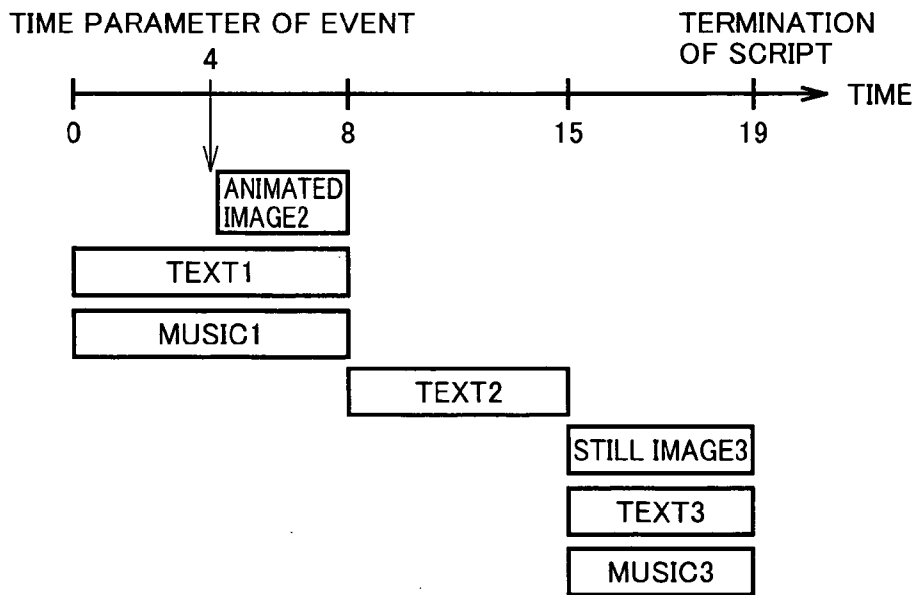 TIME PARAMETER OF EVENT
TERMINATION
OF SCRIPT
4
TIME
0
8
15
19
ANIMATED
IMAGE2
TEXT1
MUSIC1
TEXT2
STILL IMAGE3
TEXT3
MUSIC3